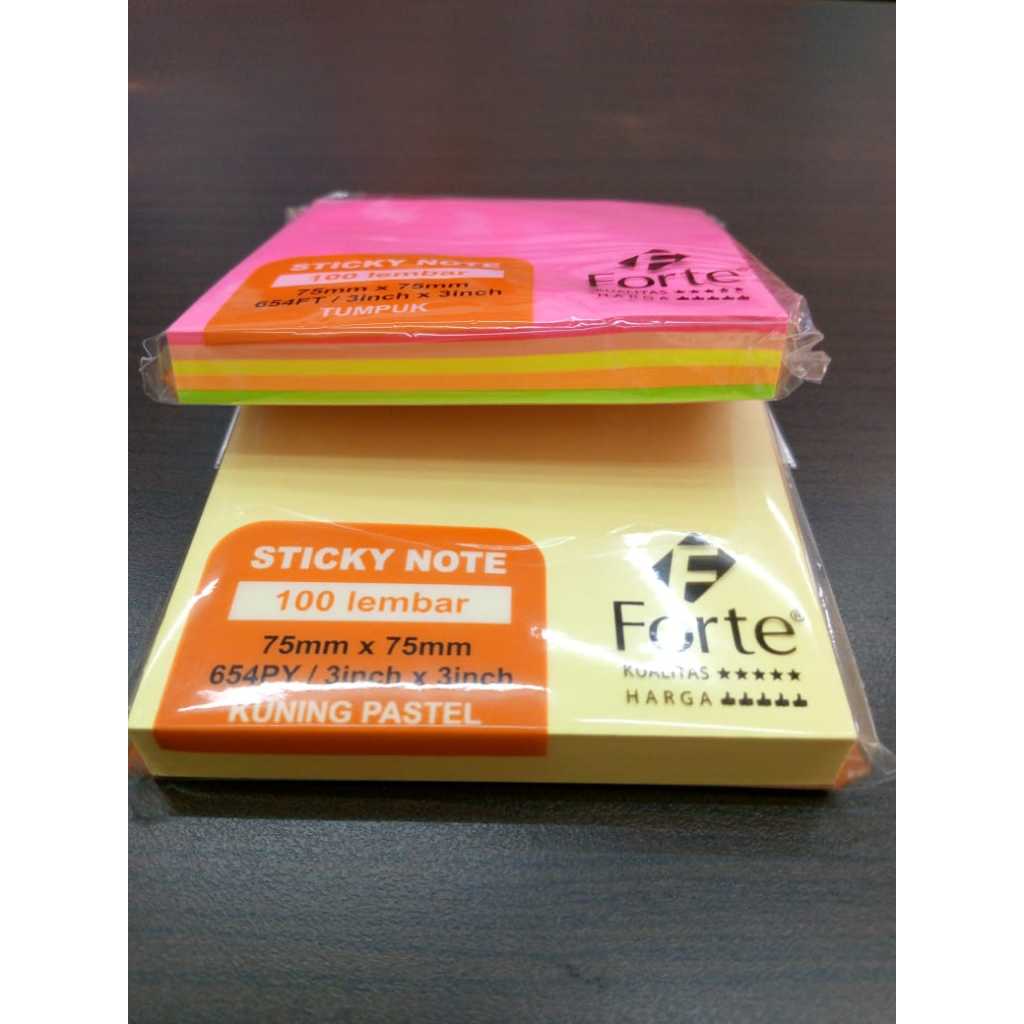 STICKY NOTE
100 lembar
75mm x 75mm
654FT / 3inch x 3inch
TUMPUK
Forte®
KUALITAS ★★★★★
HARGA 👍👍👍👍👍
STICKY NOTE
100 lembar
75mm x 75mm
654PY / 3inch x 3inch
KUNING PASTEL
F
Forte®
KUALITAS ★★★★★
HARGA 👍👍👍👍👍